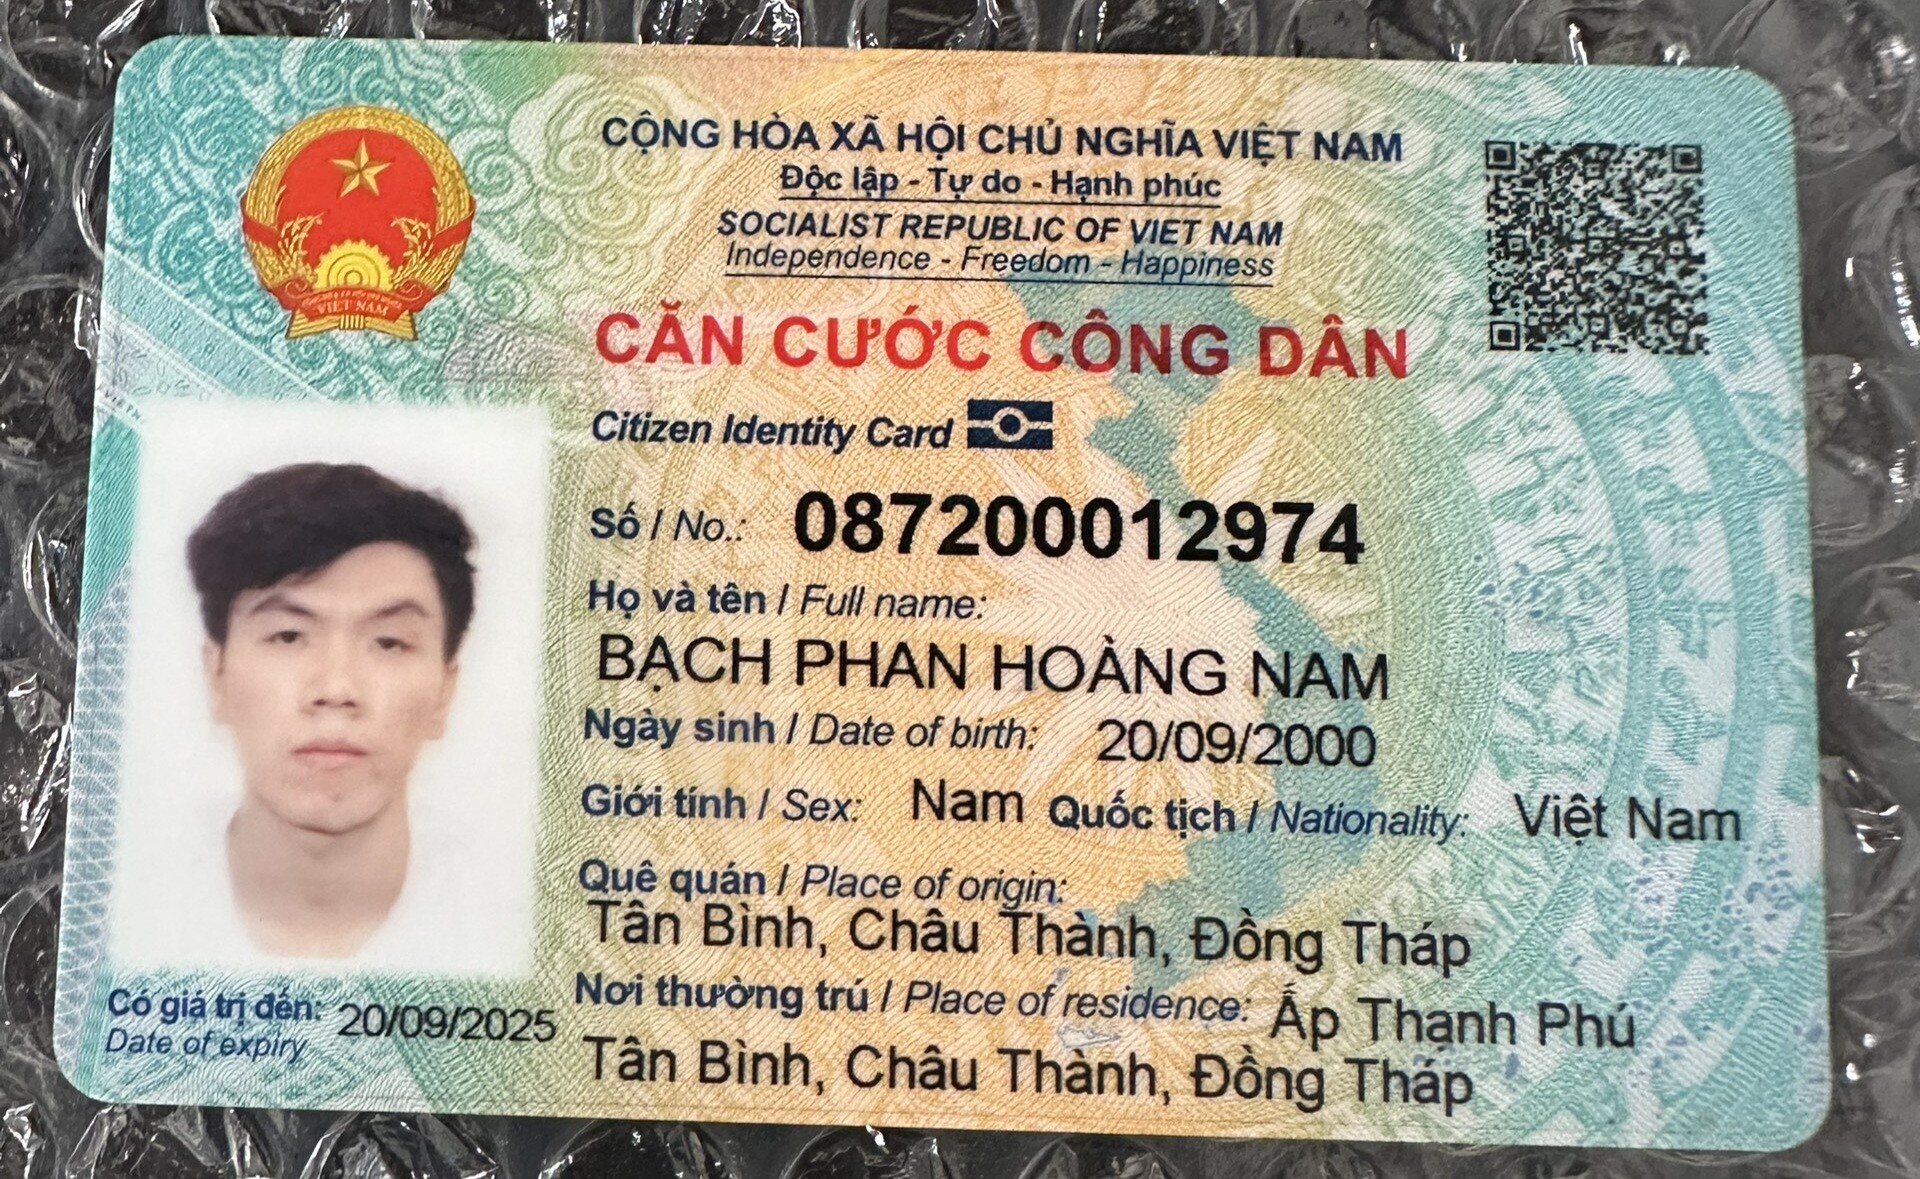 CỘNG HÒA XÃ HỘI CHỦ NGHĨA VIỆT NAM
Độc lập - Tự do - Hạnh phúc
SOCIALIST REPUBLIC OF VIET NAM
Independence - Freedom - Happiness
CĂN CƯỚC CÔNG DÂN
Citizen Identity Card
Số / No.: 087200012974
Họ và tên / Full name:
BẠCH PHAN HOÀNG NAM
Ngày sinh / Date of birth: 20/09/2000
Giới tính / Sex: Nam Quốc tịch / Nationality: Việt Nam
Quê quán / Place of origin:
Tân Bình, Châu Thành, Đồng Tháp
Nơi thường trú / Place of residence: Ấp Thạnh Phú
Tân Bình, Châu Thành, Đồng Tháp
Có giá trị đến: 20/09/2025
Date of expiry
VIỆT NAM